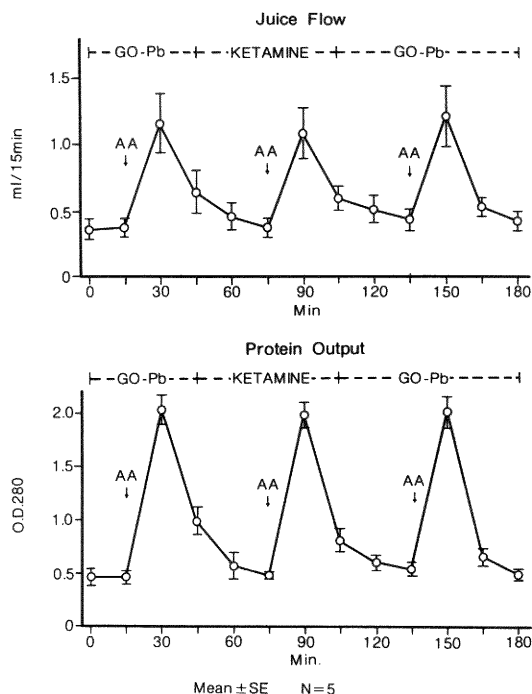 Juice Flow
GO-Pb KETAMINE GO-Pb
1.5
1.0
0.5
0
ml/15min
AA AA AA
0 30 60 90 120 150 180
Min
Protein Output
GO-Pb KETAMINE GO-Pb
2.0
1.5
1.0
0.5
0
O.D.280
AA AA AA
0 30 60 90 120 150 180
Min.
Mean ± SE N=5